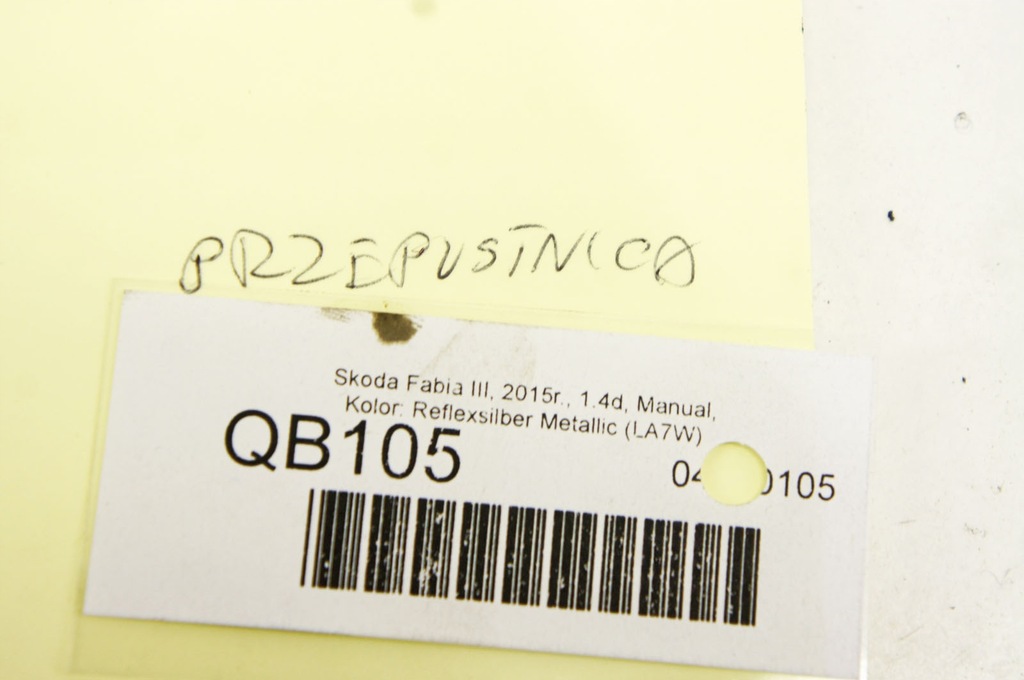 PRZEPUSTNICA
Skoda Fabia III, 2015r., 1.4d, Manual,
Kolor: Reflexsilber Metallic (LA7W)
QB105